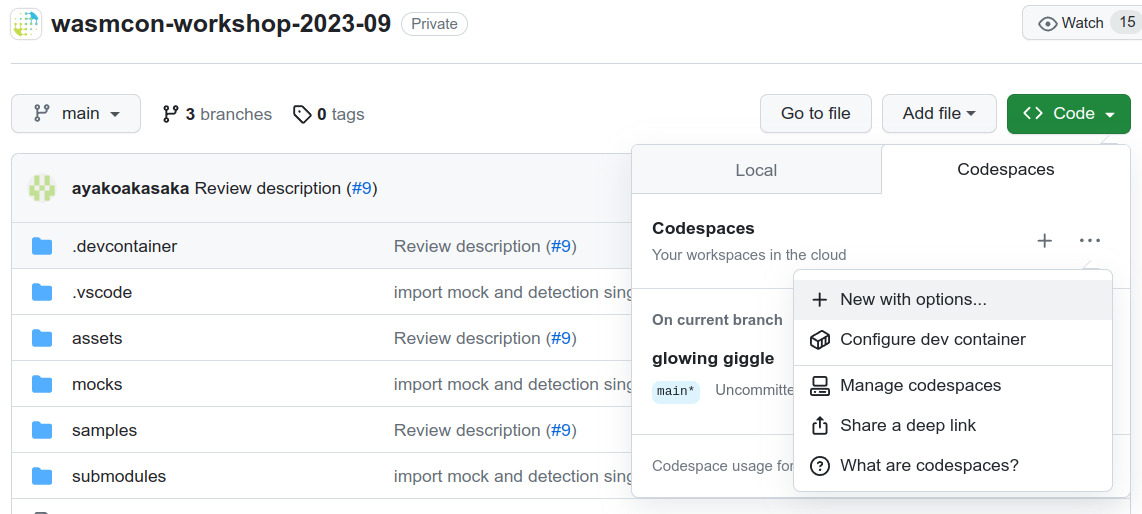 wasmcon-workshop-2023-09 Private Watch 15
main 3 branches 0 tags Go to file Add file Code
Local Codespaces
ayakoakasaka Review description (#9)
Codespaces
Your workspaces in the cloud
.devcontainer Review description (#9)
.vscode import mock and detection sing
New with options...
On current branch
assets Review description (#9)
Configure dev container
glowing giggle
mocks import mock and detection sing
main* Uncommitte
Manage codespaces
samples Review description (#9)
Share a deep link
Codespace usage for
What are codespaces?
submodules import mock and detection sing